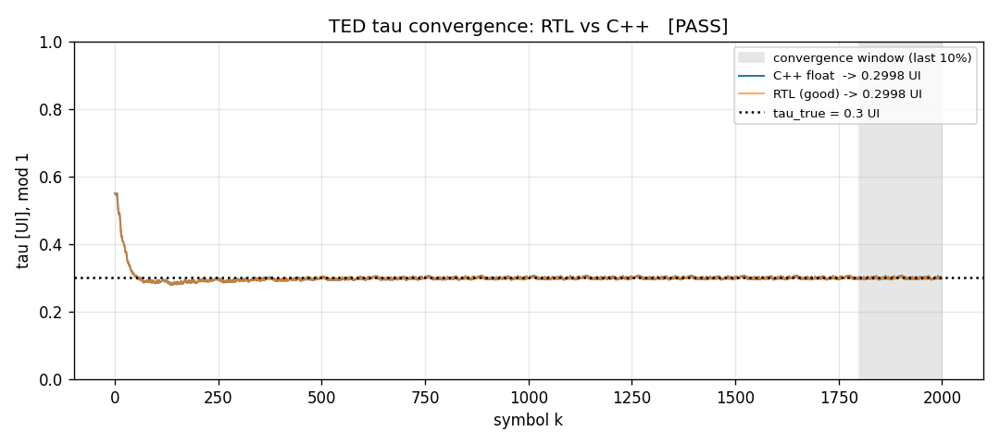 TED tau convergence: RTL vs C++   [PASS]
convergence window (last 10%)
C++ float  -> 0.2998 UI
RTL (good) -> 0.2998 UI
tau_true = 0.3 UI
tau [UI], mod 1
1.0
0.8
0.6
0.4
0.2
0.0
0 250 500 750 1000 1250 1500 1750 2000
symbol k